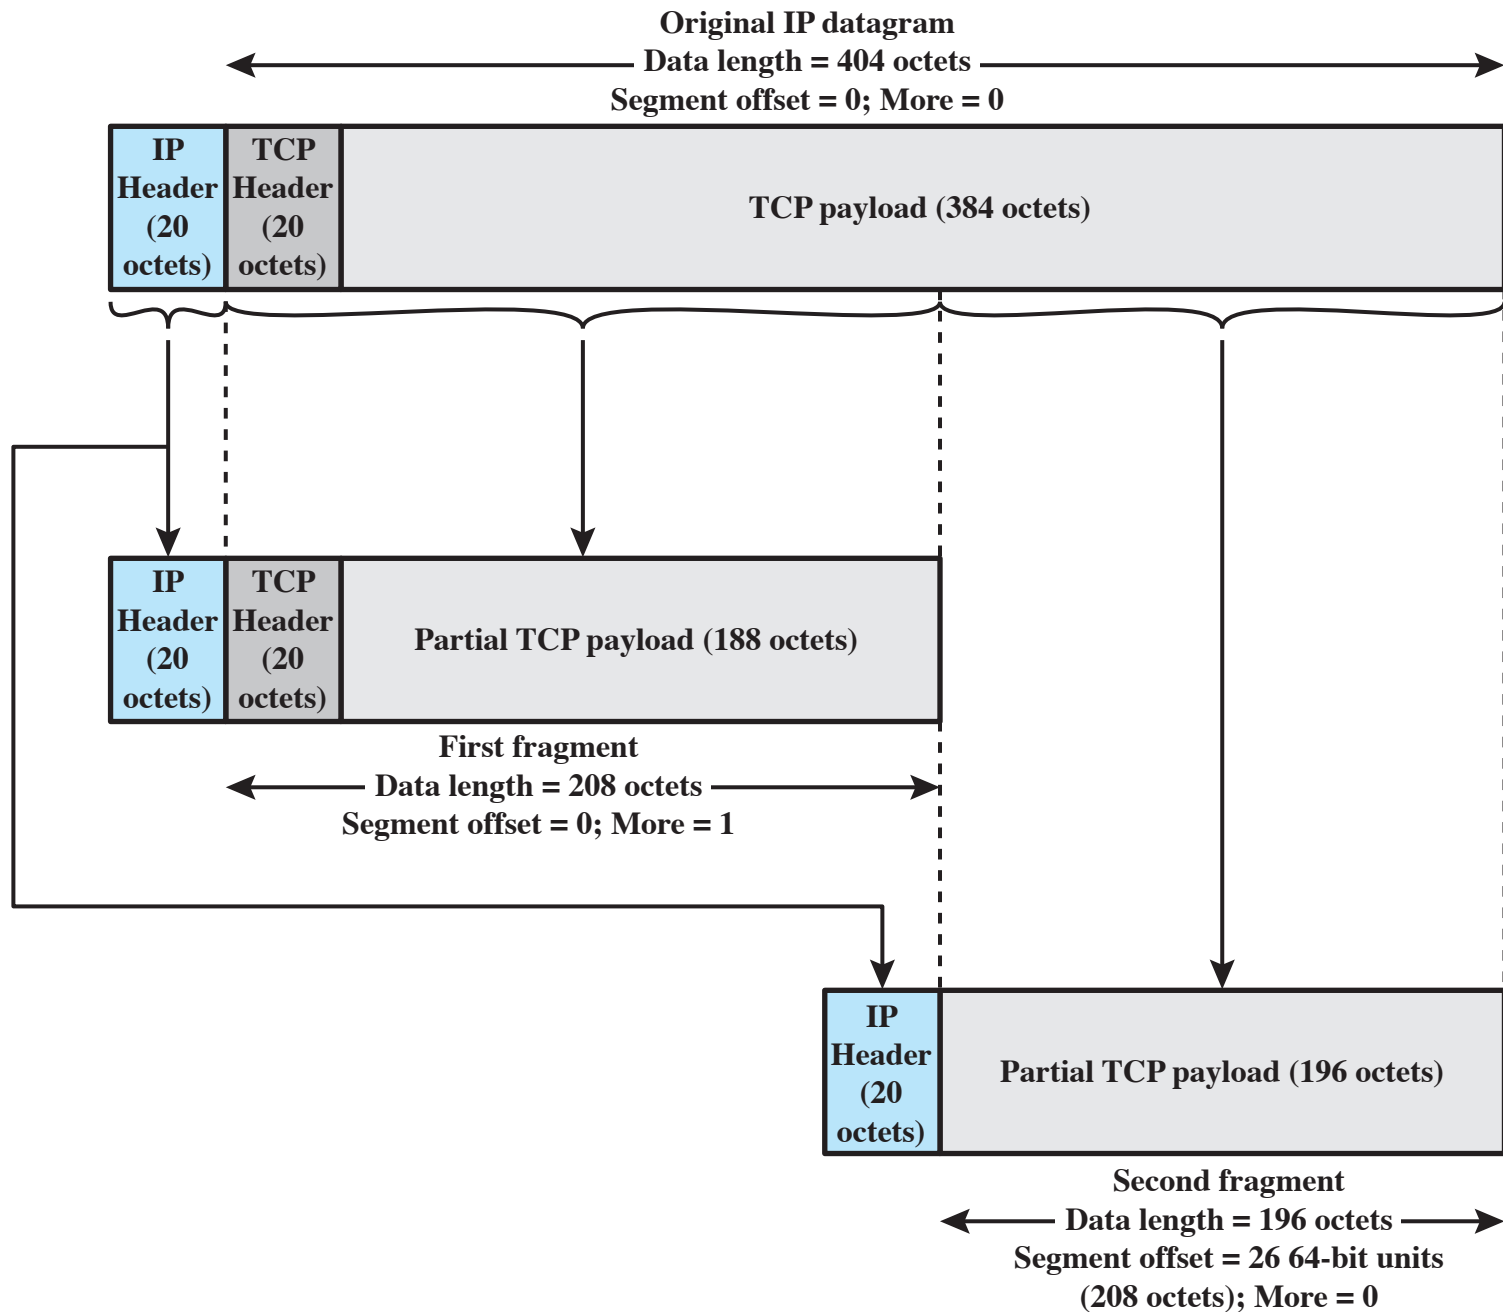 Original IP datagram
Data length = 404 octets
Segment offset = 0; More = 0
IP
Header
(20
octets)
TCP
Header
(20
octets)
TCP payload (384 octets)
IP
Header
(20
octets)
TCP
Header
(20
octets)
Partial TCP payload (188 octets)
First fragment
Data length = 208 octets
Segment offset = 0; More = 1
IP
Header
(20
octets)
Partial TCP payload (196 octets)
Second fragment
Data length = 196 octets
Segment offset = 26 64-bit units
(208 octets); More = 0